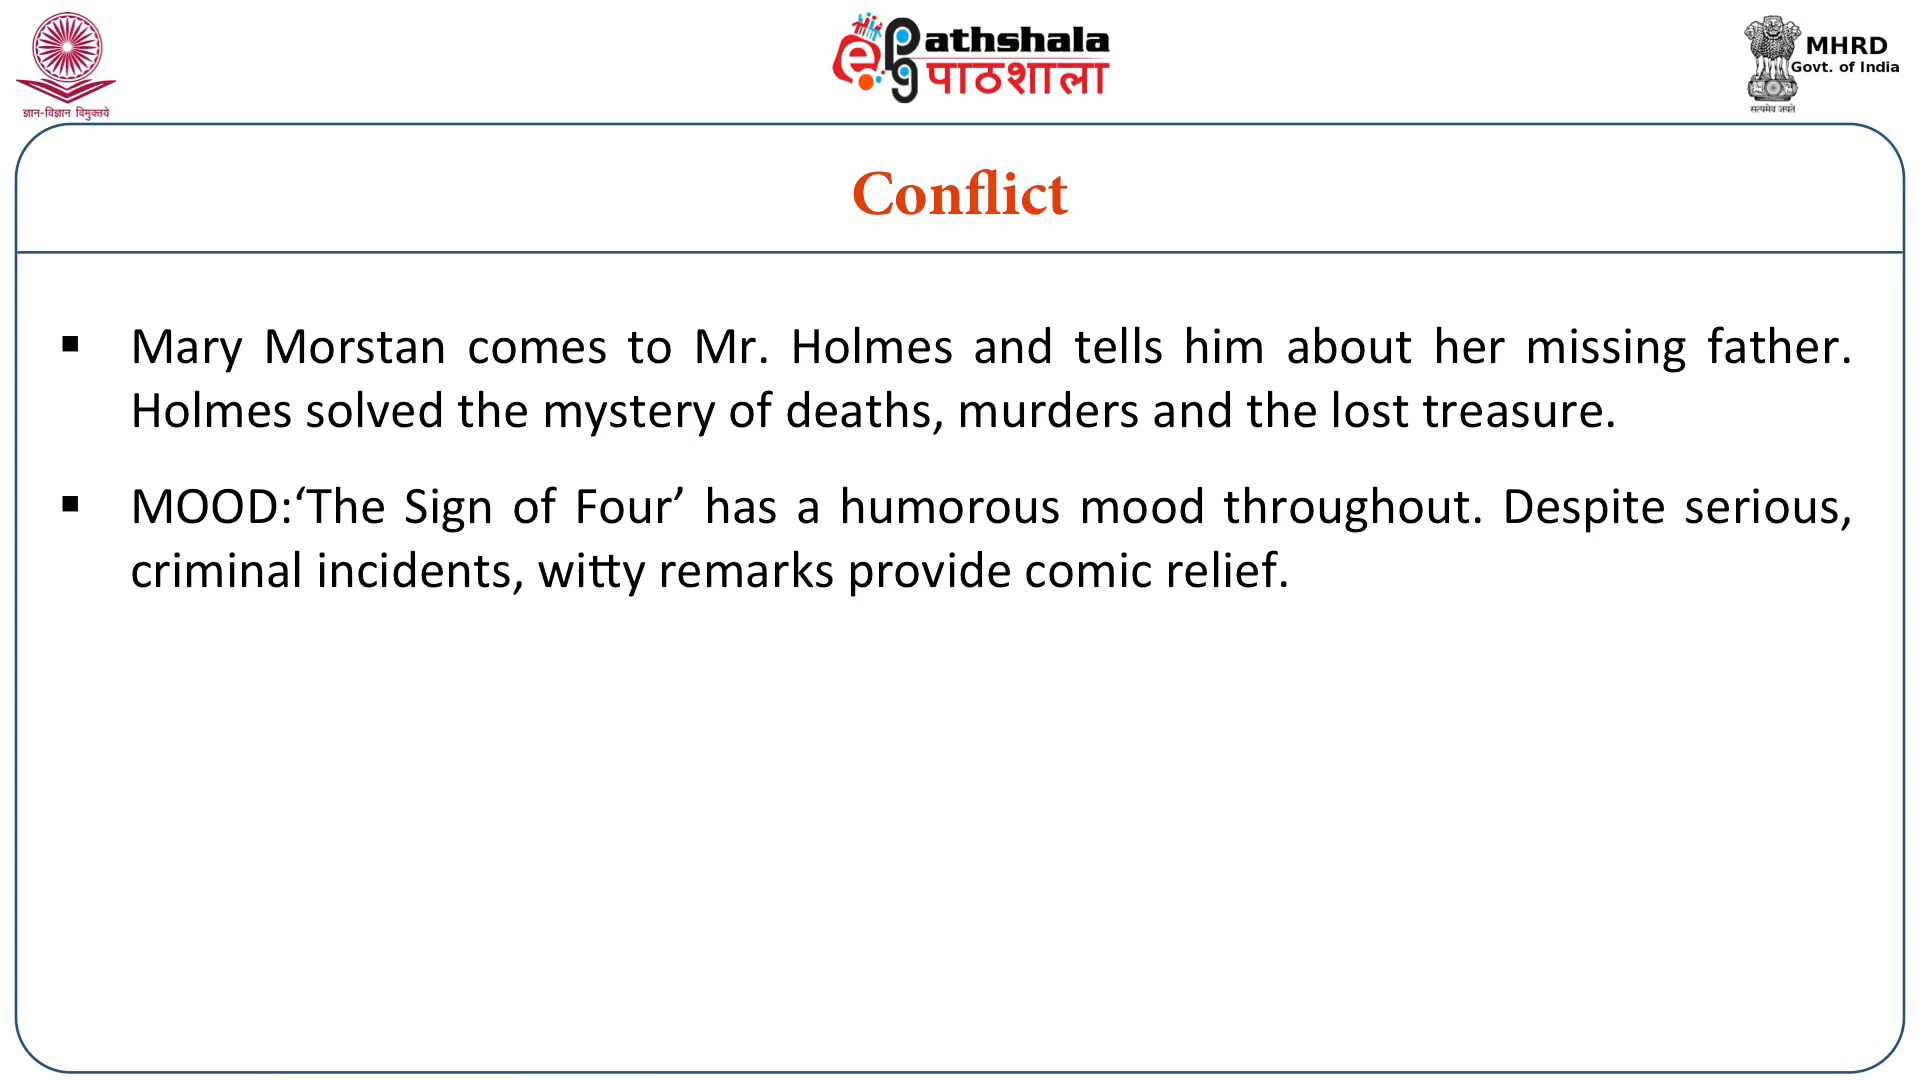 ज्ञान-विज्ञान विमुक्तये
e PG Pathshala
पाठशाला
MHRD
Govt. of India
सत्यमेव जयते
Conflict
▪ Mary Morstan comes to Mr. Holmes and tells him about her missing father.
Holmes solved the mystery of deaths, murders and the lost treasure.
▪ MOOD:‘The Sign of Four’ has a humorous mood throughout. Despite serious,
criminal incidents, witty remarks provide comic relief.